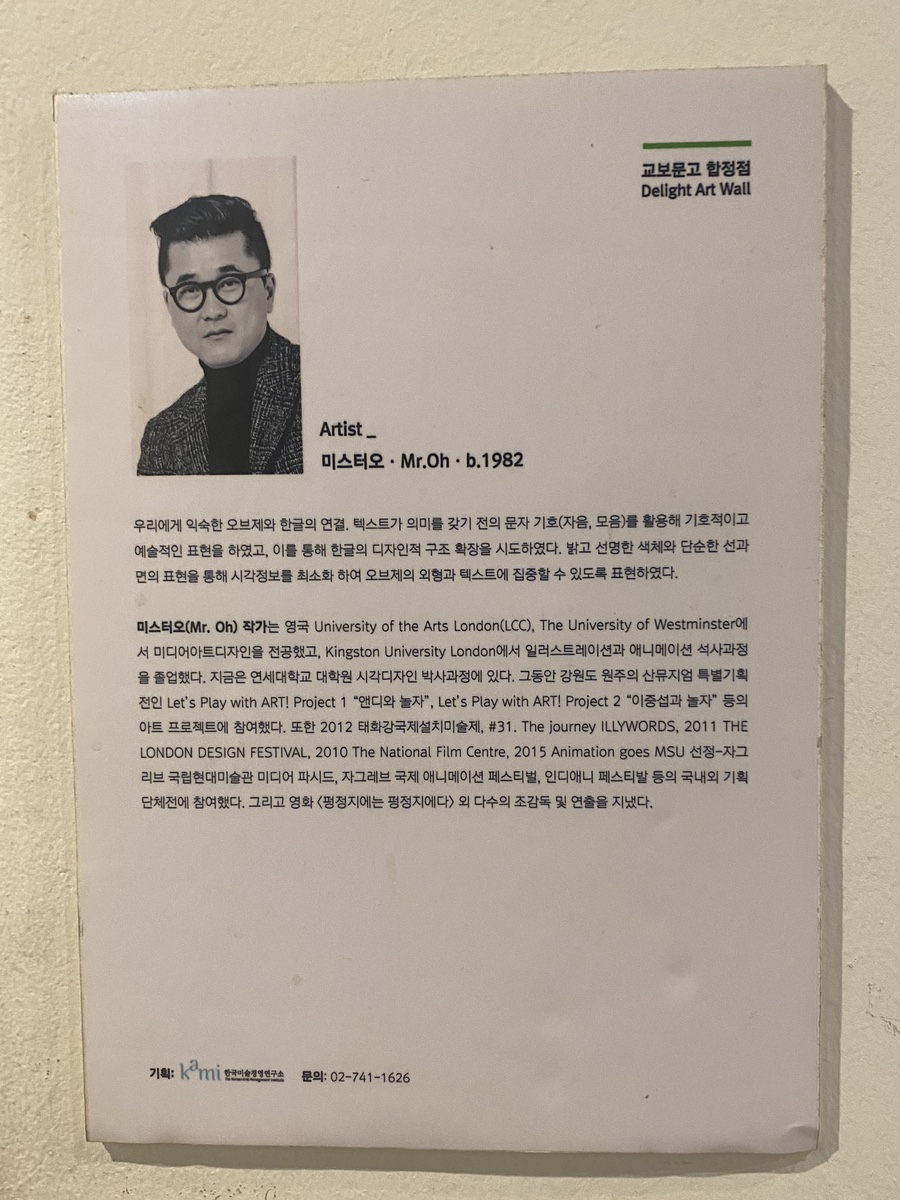 교보문고 합정점
Delight Art Wall
Artist _
미스터오 · Mr.Oh · b.1982
우리에게 익숙한 오브제와 한글의 연결. 텍스트가 의미를 갖기 전의 문자 기호(자음, 모음)를 활용해 기호적이고
예술적인 표현을 하였고, 이를 통해 한글의 디자인적 구조 확장을 시도하였다. 밝고 선명한 색체와 단순한 선과
면의 표현을 통해 시각정보를 최소화 하여 오브제의 외형과 텍스트에 집중할 수 있도록 표현하였다.
미스터오(Mr. Oh) 작가는 영국 University of the Arts London(LCC), The University of Westminster에
서 미디어아트디자인을 전공했고, Kingston University London에서 일러스트레이션과 애니메이션 석사과정
을 졸업했다. 지금은 연세대학교 대학원 시각디자인 박사과정에 있다. 그동안 강원도 원주의 산뮤지엄 특별기획
전인 Let's Play with ART! Project 1 “앤디와 놀자”, Let's Play with ART! Project 2 “이중섭과 놀자” 등의
아트 프로젝트에 참여했다. 또한 2012 태화강국제설치미술제, #31. The journey ILLYWORDS, 2011 THE
LONDON DESIGN FESTIVAL, 2010 The National Film Centre, 2015 Animation goes MSU 선정-자그
리브 국립현대미술관 미디어 파시드, 자그레브 국제 애니메이션 페스티벌, 인디애니 페스티발 등의 국내외 기획
단체전에 참여했다. 그리고 영화 <평정지에는 평정지에다> 외 다수의 조감독 및 연출을 지냈다.
기획: kami 한국미술경영연구소 문의: 02-741-1626
The Korean Arts Management Institute